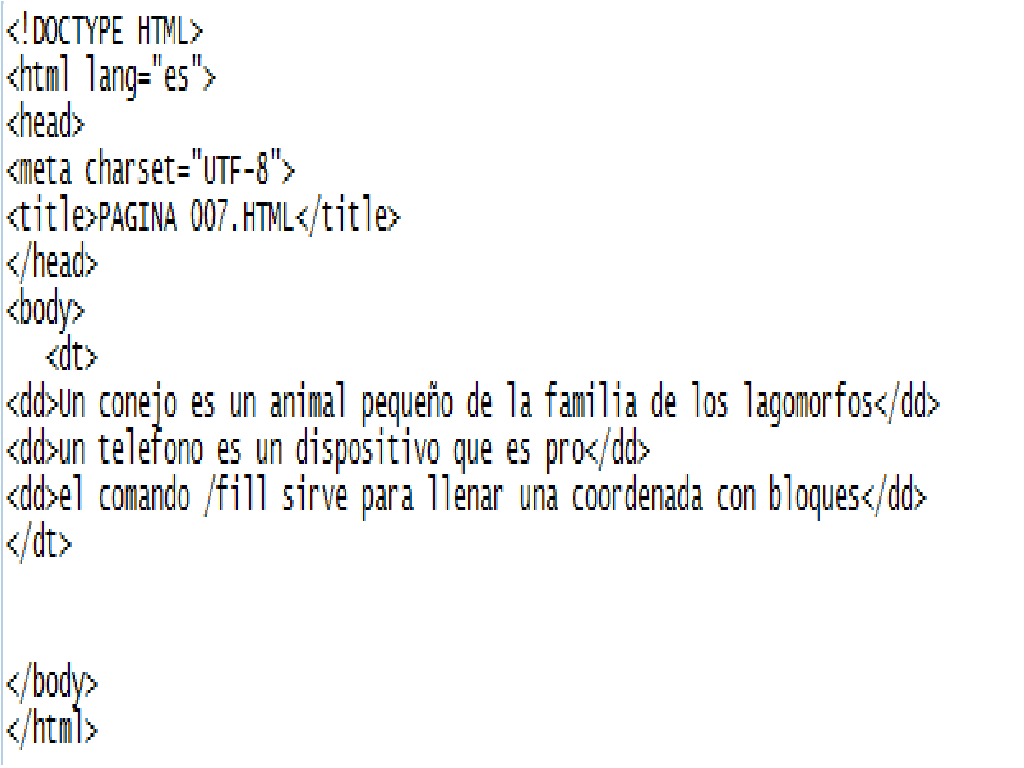 <!DOCTYPE HTML>
<html lang="es">
<head>
<meta charset="UTF-8">
<title>PAGINA 007.HTML</title>
</head>
<body>
<dt>
<dd>Un conejo es un animal pequeño de la familia de los lagomorfos</dd>
<dd>un telefono es un dispositivo que es pro</dd>
<dd>el comando /fill sirve para llenar una coordenada con bloques</dd>
</dt>
</body>
</html>